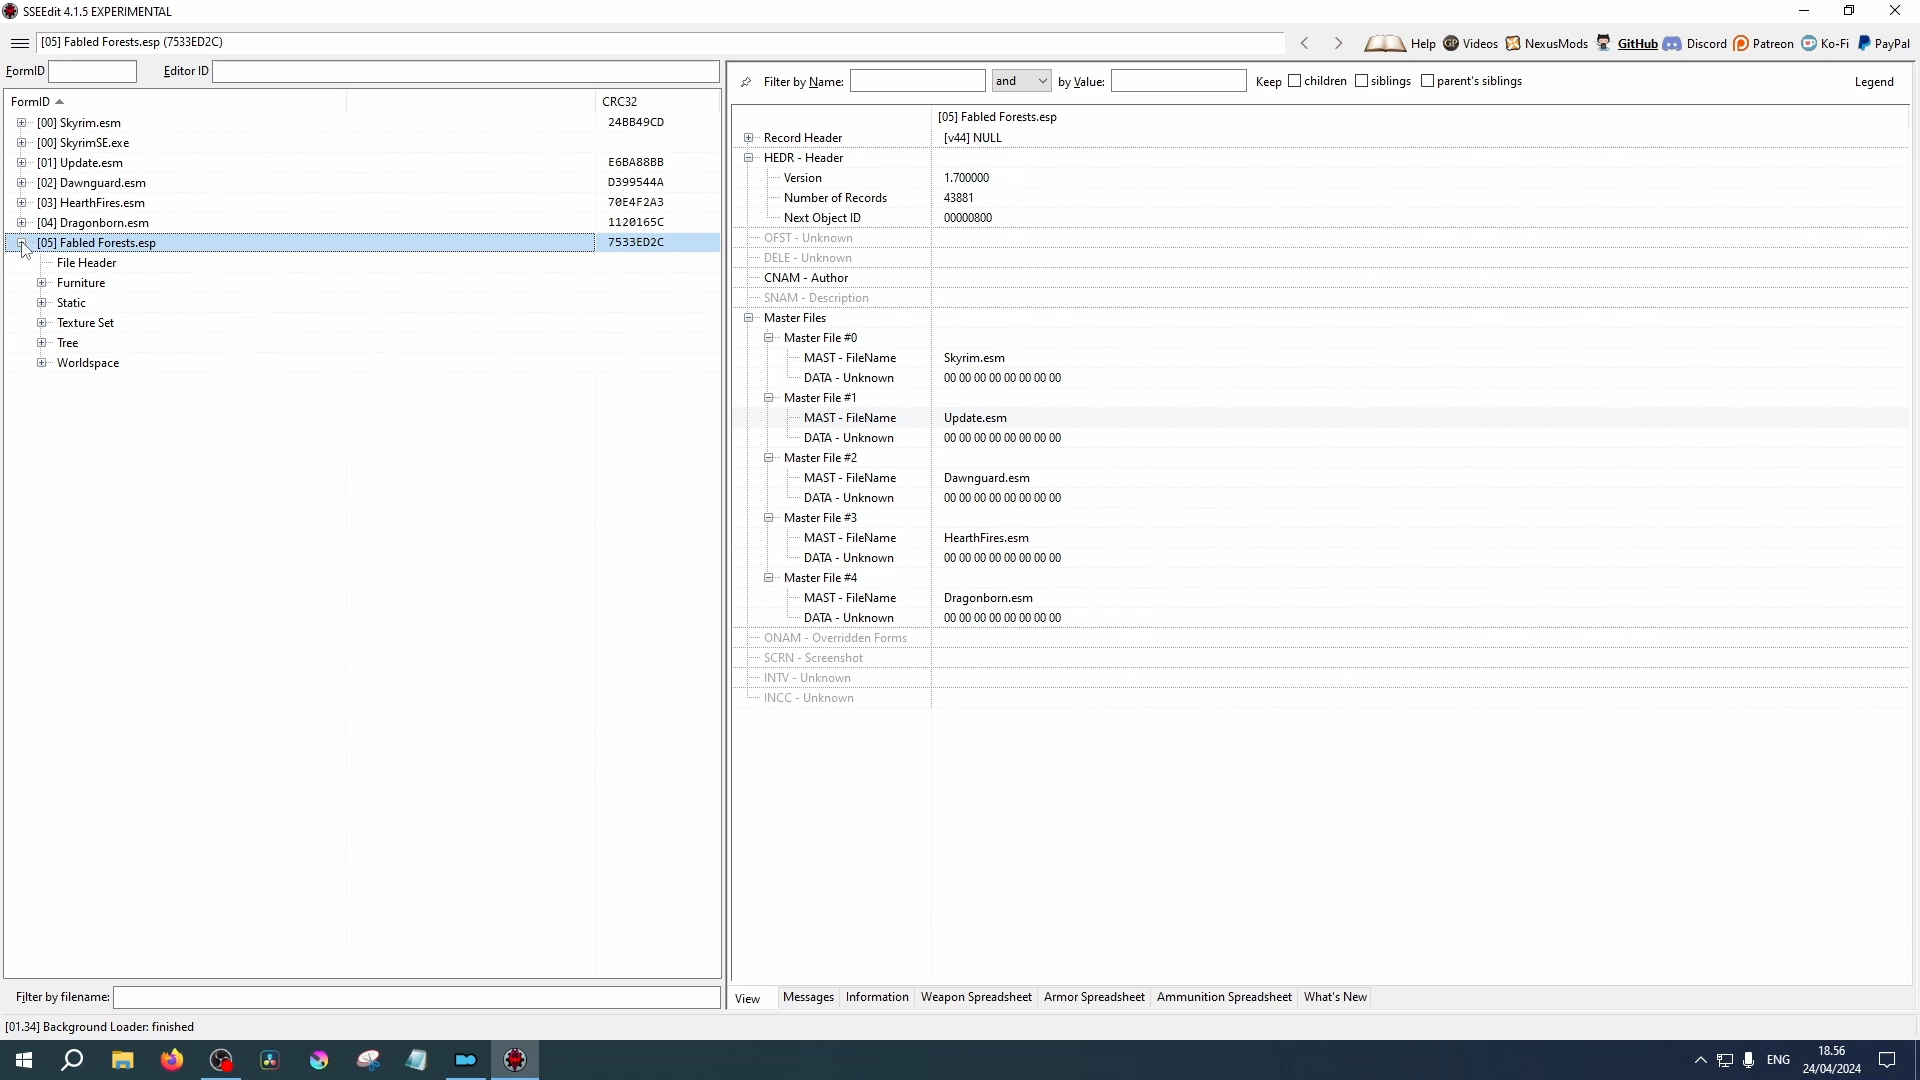 SSEEdit 4.1.5 EXPERIMENTAL
[05] Fabled Forests.esp (7533ED2C)
Help Videos NexusMods GitHub Discord Patreon Ko-Fi PayPal
FormID Editor ID
Filter by Name: and by Value: Keep children siblings parent's siblings Legend
FormID CRC32
[00] Skyrim.esm 24BB49CD
[00] SkyrimSE.exe
[01] Update.esm E6BA88BB
[02] Dawnguard.esm D399544A
[03] HearthFires.esm 70E4F2A3
[04] Dragonborn.esm 1120165C
[05] Fabled Forests.esp 7533ED2C
File Header
Furniture
Static
Texture Set
Tree
Worldspace
[05] Fabled Forests.esp
Record Header [v44] NULL
HEDR - Header
Version 1.700000
Number of Records 43881
Next Object ID 00000800
OFST - Unknown
DELE - Unknown
CNAM - Author
SNAM - Description
Master Files
Master File #0
MAST - FileName Skyrim.esm
DATA - Unknown 00 00 00 00 00 00 00 00
Master File #1
MAST - FileName Update.esm
DATA - Unknown 00 00 00 00 00 00 00 00
Master File #2
MAST - FileName Dawnguard.esm
DATA - Unknown 00 00 00 00 00 00 00 00
Master File #3
MAST - FileName HearthFires.esm
DATA - Unknown 00 00 00 00 00 00 00 00
Master File #4
MAST - FileName Dragonborn.esm
DATA - Unknown 00 00 00 00 00 00 00 00
ONAM - Overridden Forms
SCRN - Screenshot
INTV - Unknown
INCC - Unknown
Filter by filename:
View Messages Information Weapon Spreadsheet Armor Spreadsheet Ammunition Spreadsheet What's New
[01.34] Background Loader: finished
ENG
18.56
24/04/2024